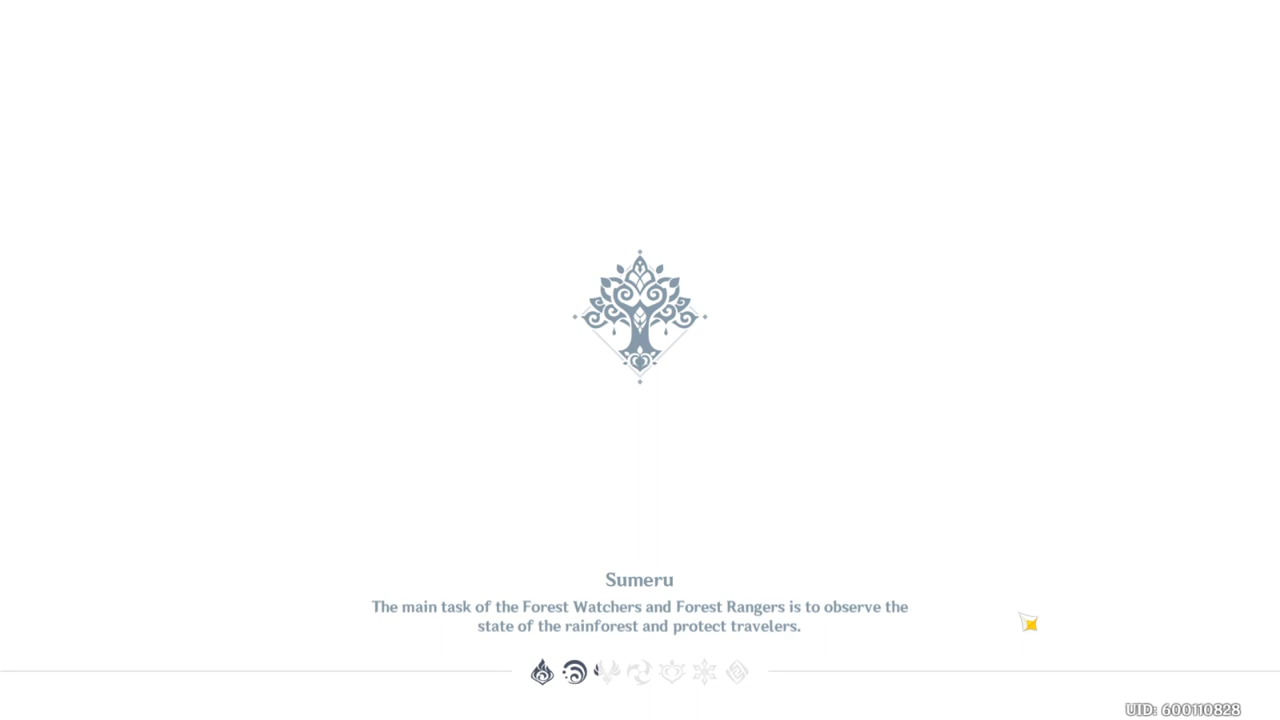 Sumeru
The main task of the Forest Watchers and Forest Rangers is to observe the
state of the rainforest and protect travelers.
UID: 600110828